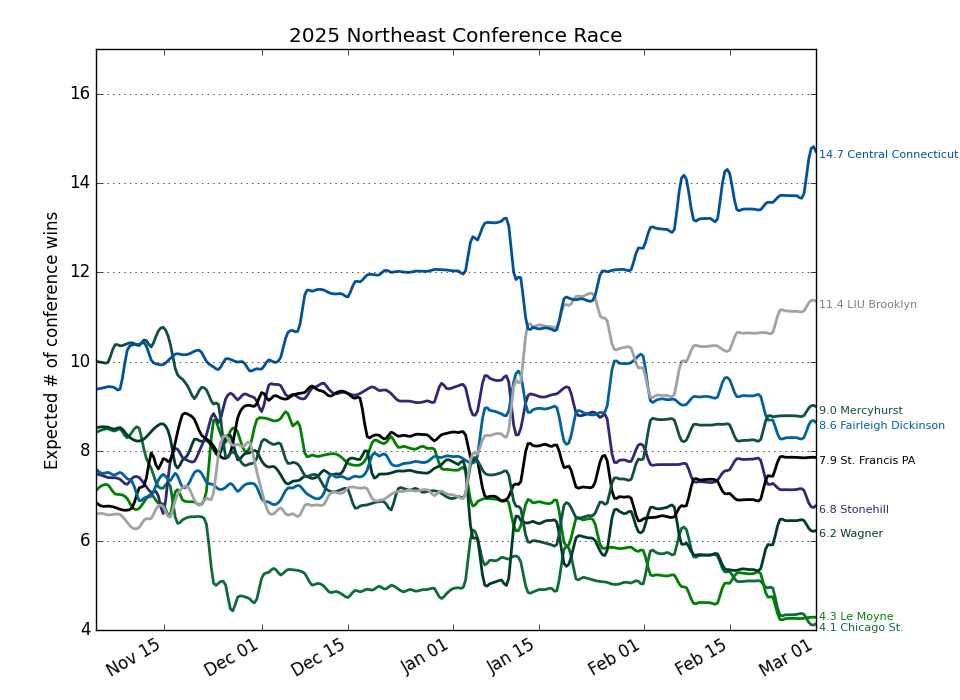 2025 Northeast Conference Race
Expected # of conference wins
16
14
12
10
8
6
4
Nov 15
Dec 01
Dec 15
Jan 01
Jan 15
Feb 01
Feb 15
Mar 01
14.7 Central Connecticut
11.4 LIU Brooklyn
9.0 Mercyhurst
8.6 Fairleigh Dickinson
7.9 St. Francis PA
6.8 Stonehill
6.2 Wagner
4.3 Le Moyne
4.1 Chicago St.